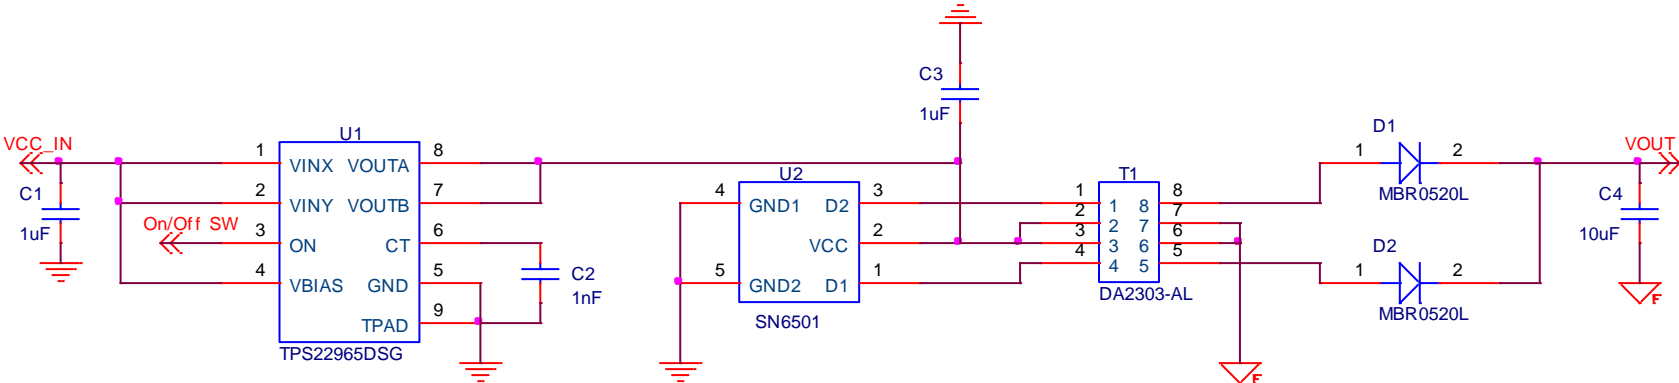 C3
1uF
VCC_IN
C1
1uF
On/Off SW
U1
1 VINX VOUTA 8
2 VINY VOUTB 7
3 ON CT 6
4 VBIAS GND 5
TPAD 9
TPS22965DSG
C2
1nF
U2
4 GND1 D2 3
VCC 2
5 GND2 D1 1
SN6501
T1
1 1 8 8
2 2 7 7
3 3 6 6
4 4 5 5
DA2303-AL
D1
1 2
MBR0520L
D2
1 2
MBR0520L
VOUT
C4
10uF
F
F